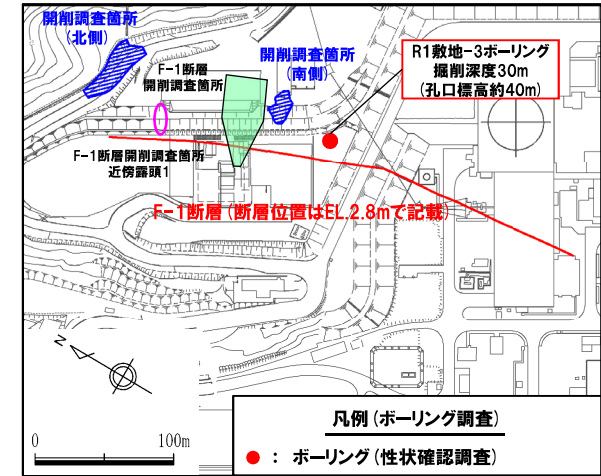 開削調査箇所
(北側)
F-1断層
開削調査箇所
開削調査箇所
(南側)
R1敷地-3ボーリング
掘削深度30m
(孔口標高約40m)
F-1断層開削調査箇所
近傍露頭1
F-1断層(断層位置はEL.2.8mで記載)
N
0 100m
凡例(ボーリング調査)
● : ボーリング(性状確認調査)